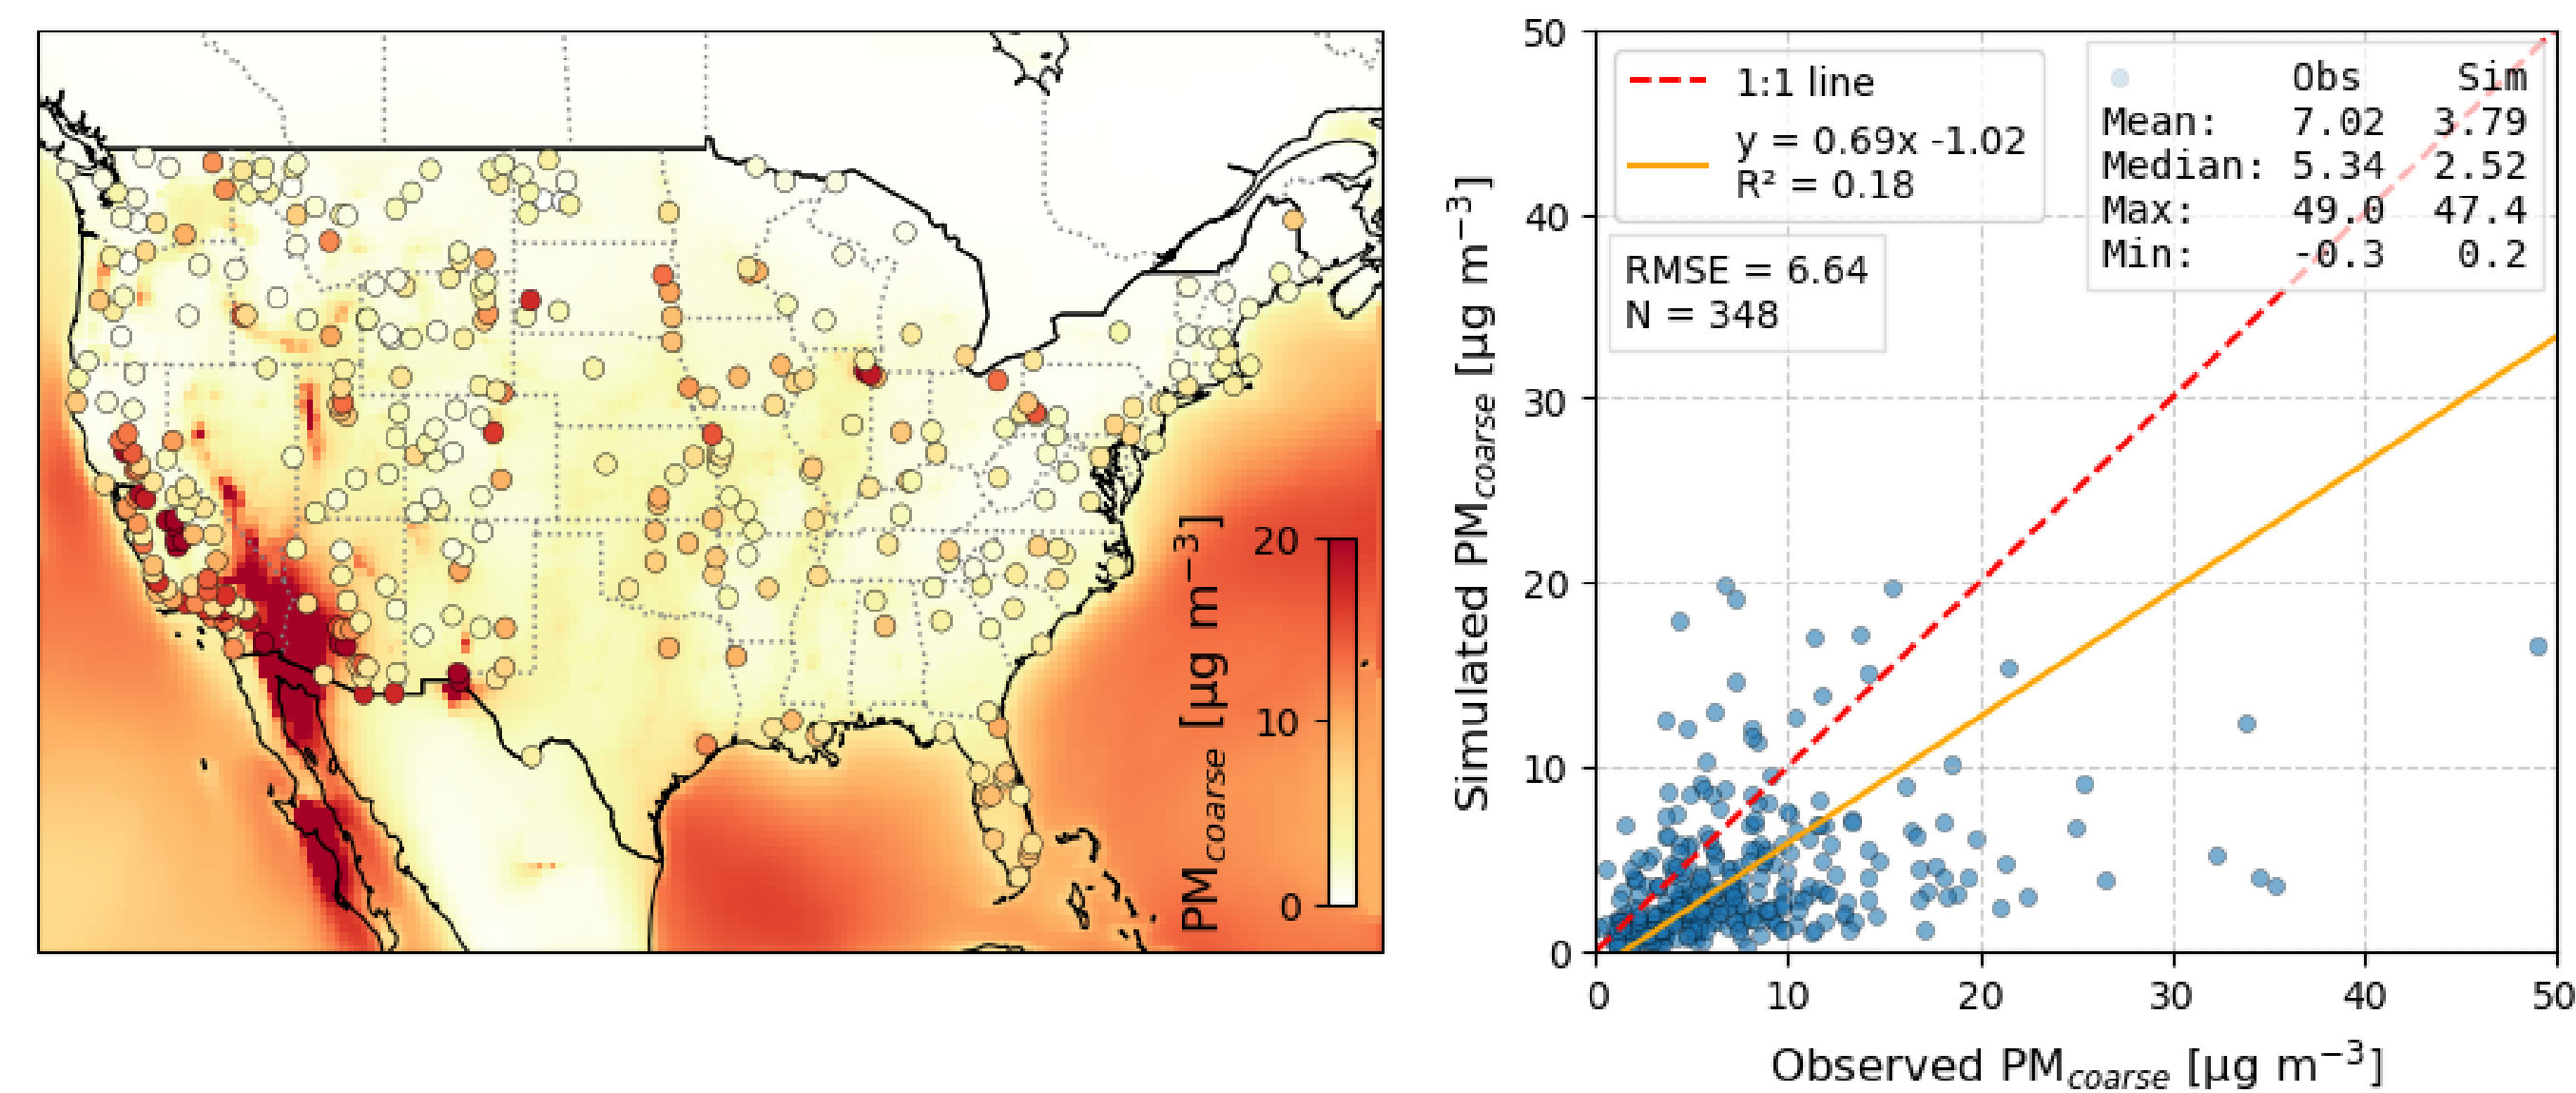 PM_coarse [µg m⁻³]
20
10
0
Simulated PM_coarse [µg m⁻³]
50
40
30
20
10
0
1:1 line
y = 0.69x -1.02
R² = 0.18
RMSE = 6.64
N = 348
Obs Sim
Mean: 7.02 3.79
Median: 5.34 2.52
Max: 49.0 47.4
Min: -0.3 0.2
0 10 20 30 40 50
Observed PM_coarse [µg m⁻³]